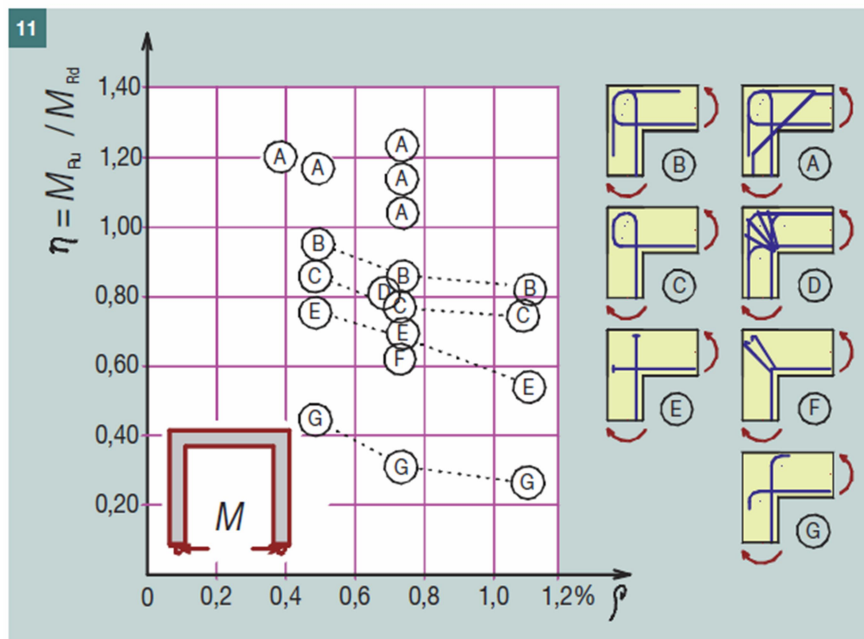 11
η = M_Ru / M_Rd
1,40
1,20
1,00
0,80
0,60
0,40
0,20
0
0,2
0,4
0,6
0,8
1,0
1,2%
ρ
A
A
A
A
A
B
B
B
C
D
C
C
E
E
F
E
G
G
G
M
B
A
C
D
E
F
G